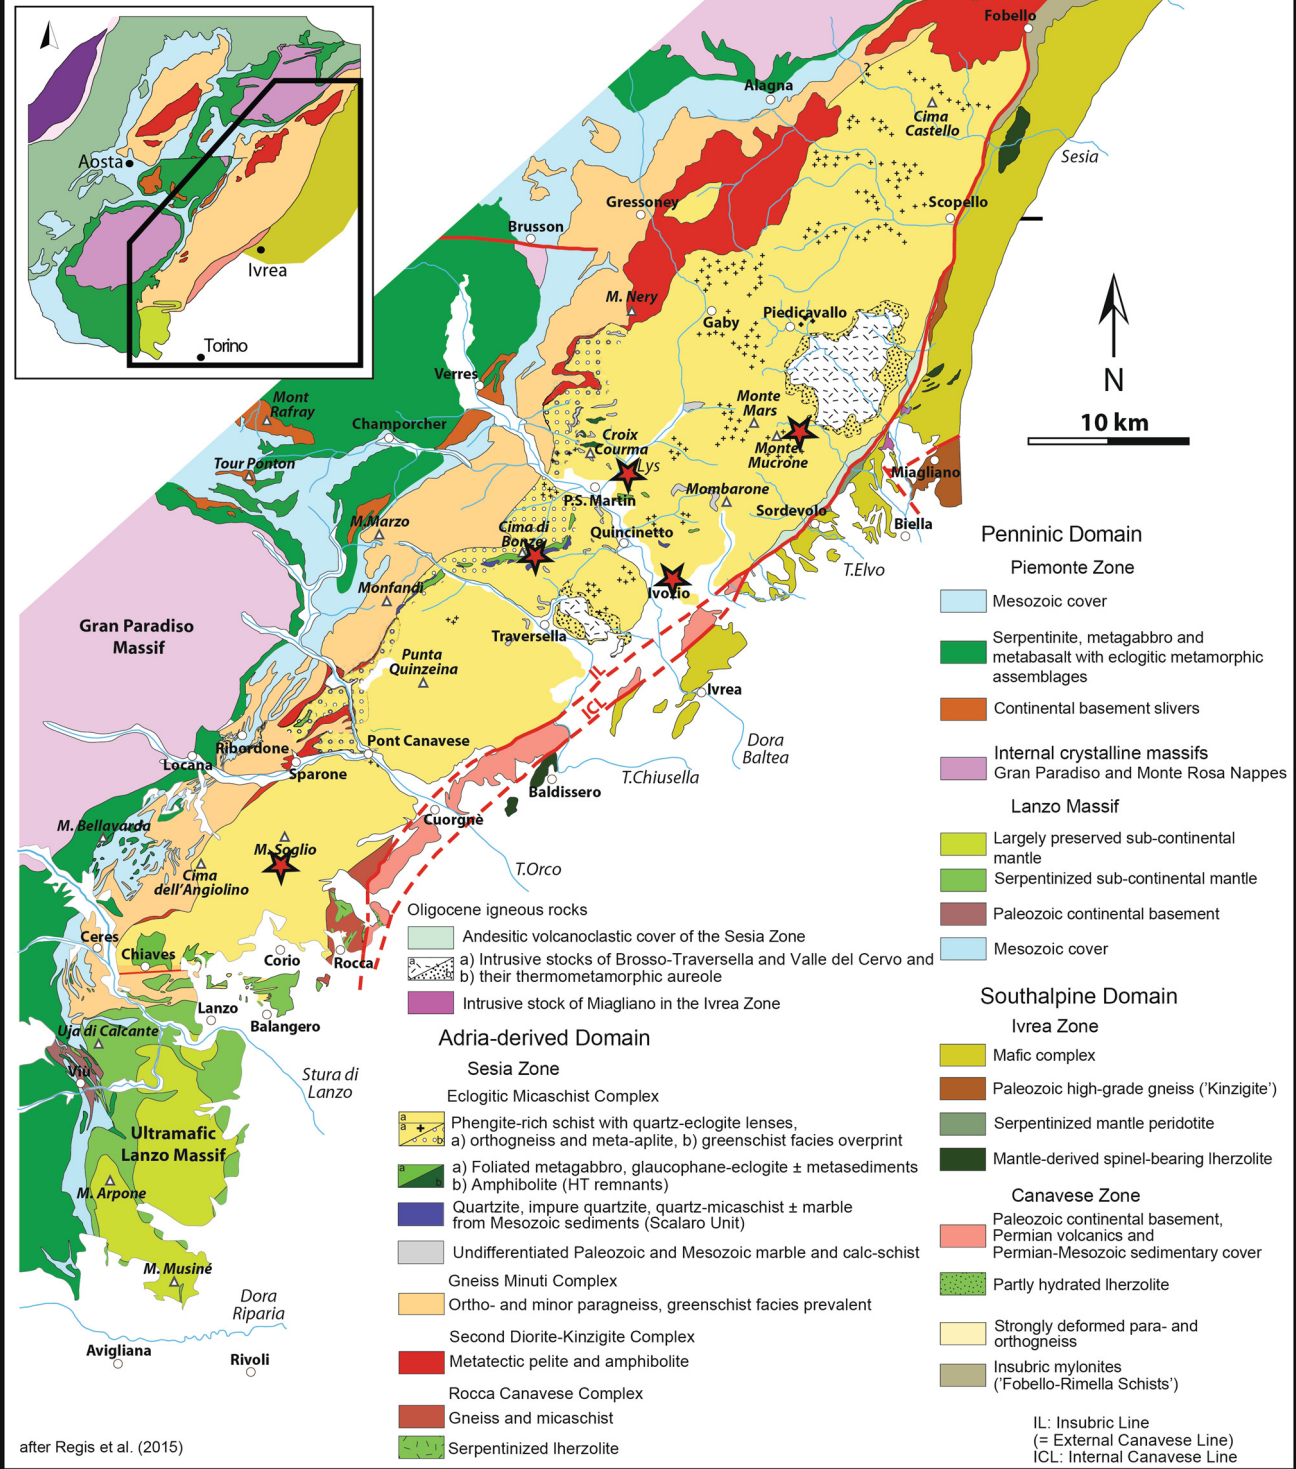 Aosta
Ivrea
Torino
Fobello
Alagna
Cima
Castello
?
Sesia
Gressoney
Scopello
Brusson
M. Nery
Gaby
Piedicavallo
N
10 km
Verres
Mont
Rafray
Champorcher
Monte
Mars
Croix
Courma
Monte
Mucrone
Lys
Tour Ponton
Miagliano
P.S. Martin
Mombarone
M.Marzo
Sordevolo
Biella
Cima di
Bonze
Quincinetto
T.Elvo
Monfandi
Ivozio
Gran Paradiso
Massif
Traversella
Punta
Quinzeina
IL
ICL
Ivrea
Dora
Baltea
Ribordone
Pont Canavese
Locana
Sparone
T.Chiusella
Baldissero
M. Bellavarda
Cuorgnè
M. Soglio
Cima
dell'Angiolino
T.Orco
Ceres
Chiaves
Corio
Rocca
Lanzo
Balangero
Uja di Calcante
Viù
Stura di
Lanzo
Ultramafic
Lanzo Massif
M. Arpone
M. Musiné
Dora
Riparia
Avigliana
Rivoli
after Regis et al. (2015)
Oligocene igneous rocks
Andesitic volcanoclastic cover of the Sesia Zone
a
b
a) Intrusive stocks of Brosso-Traversella and Valle del Cervo and
b) their thermometamorphic aureole
Intrusive stock of Miagliano in the Ivrea Zone
Adria-derived Domain
Sesia Zone
Eclogitic Micaschist Complex
a
a
b
Phengite-rich schist with quartz-eclogite lenses,
a) orthogneiss and meta-aplite, b) greenschist facies overprint
a
b
a) Foliated metagabbro, glaucophane-eclogite ± metasediments
b) Amphibolite (HT remnants)
Quartzite, impure quartzite, quartz-micaschist ± marble
from Mesozoic sediments (Scalaro Unit)
Undifferentiated Paleozoic and Mesozoic marble and calc-schist
Gneiss Minuti Complex
Ortho- and minor paragneiss, greenschist facies prevalent
Second Diorite-Kinzigite Complex
Metatectic pelite and amphibolite
Rocca Canavese Complex
Gneiss and micaschist
Serpentinized lherzolite
Penninic Domain
Piemonte Zone
Mesozoic cover
Serpentinite, metagabbro and
metabasalt with eclogitic metamorphic
assemblages
Continental basement slivers
Internal crystalline massifs
Gran Paradiso and Monte Rosa Nappes
Lanzo Massif
Largely preserved sub-continental
mantle
Serpentinized sub-continental mantle
Paleozoic continental basement
Mesozoic cover
Southalpine Domain
Ivrea Zone
Mafic complex
Paleozoic high-grade gneiss ('Kinzigite')
Serpentinized mantle peridotite
Mantle-derived spinel-bearing lherzolite
Canavese Zone
Paleozoic continental basement,
Permian volcanics and
Permian-Mesozoic sedimentary cover
Partly hydrated lherzolite
Strongly deformed para- and
orthogneiss
Insubric mylonites
('Fobello-Rimella Schists')
IL: Insubric Line
(= External Canavese Line)
ICL: Internal Canavese Line